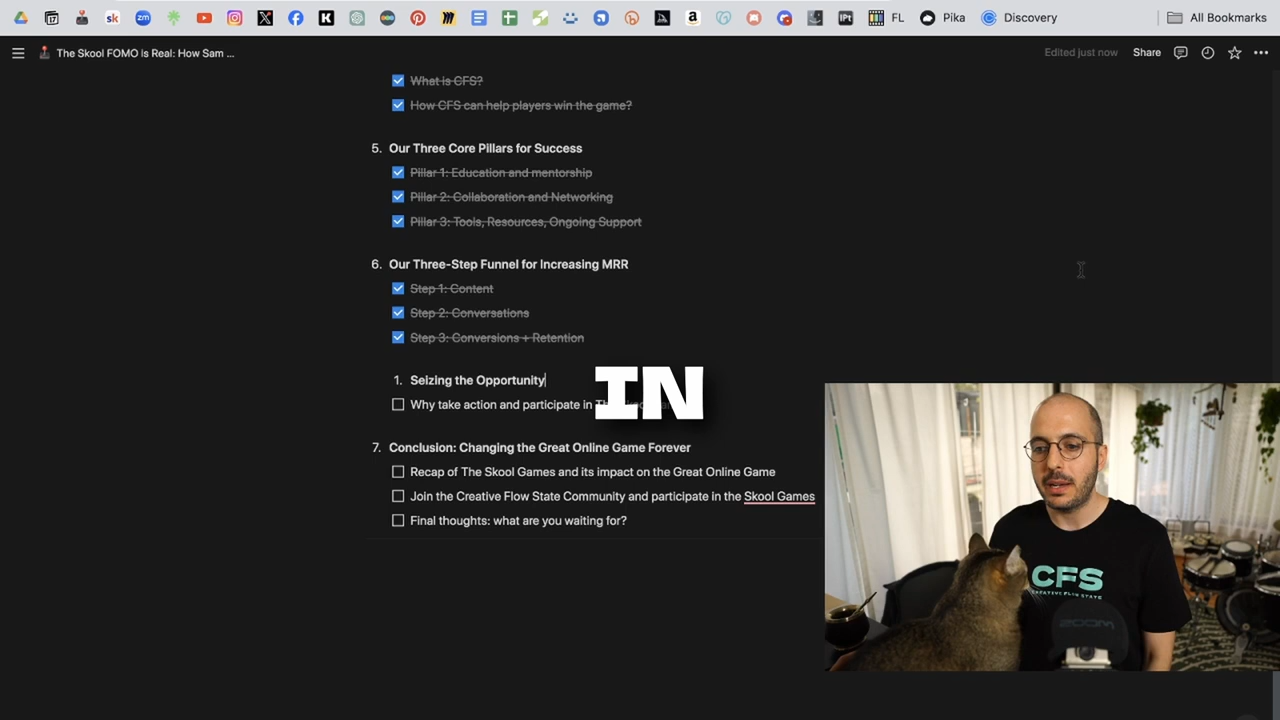 FL
Pika
Discovery
All Bookmarks
The Skool FOMO is Real: How Sam ...
Edited just now
Share
What is CFS?
How CFS can help players win the game?
5. Our Three Core Pillars for Success
Pillar 1: Education and mentorship
Pillar 2: Collaboration and Networking
Pillar 3: Tools, Resources, Ongoing Support
6. Our Three-Step Funnel for Increasing MRR
Step 1: Content
Step 2: Conversations
Step 3: Conversions + Retention
1. Seizing the Opportunity
IN
Why take action and participate in
7. Conclusion: Changing the Great Online Game Forever
Recap of The Skool Games and its impact on the Great Online Game
Join the Creative Flow State Community and participate in the Skool Games
Final thoughts: what are you waiting for?
CFS
CREATIVE FLOW STATE
ZOOM